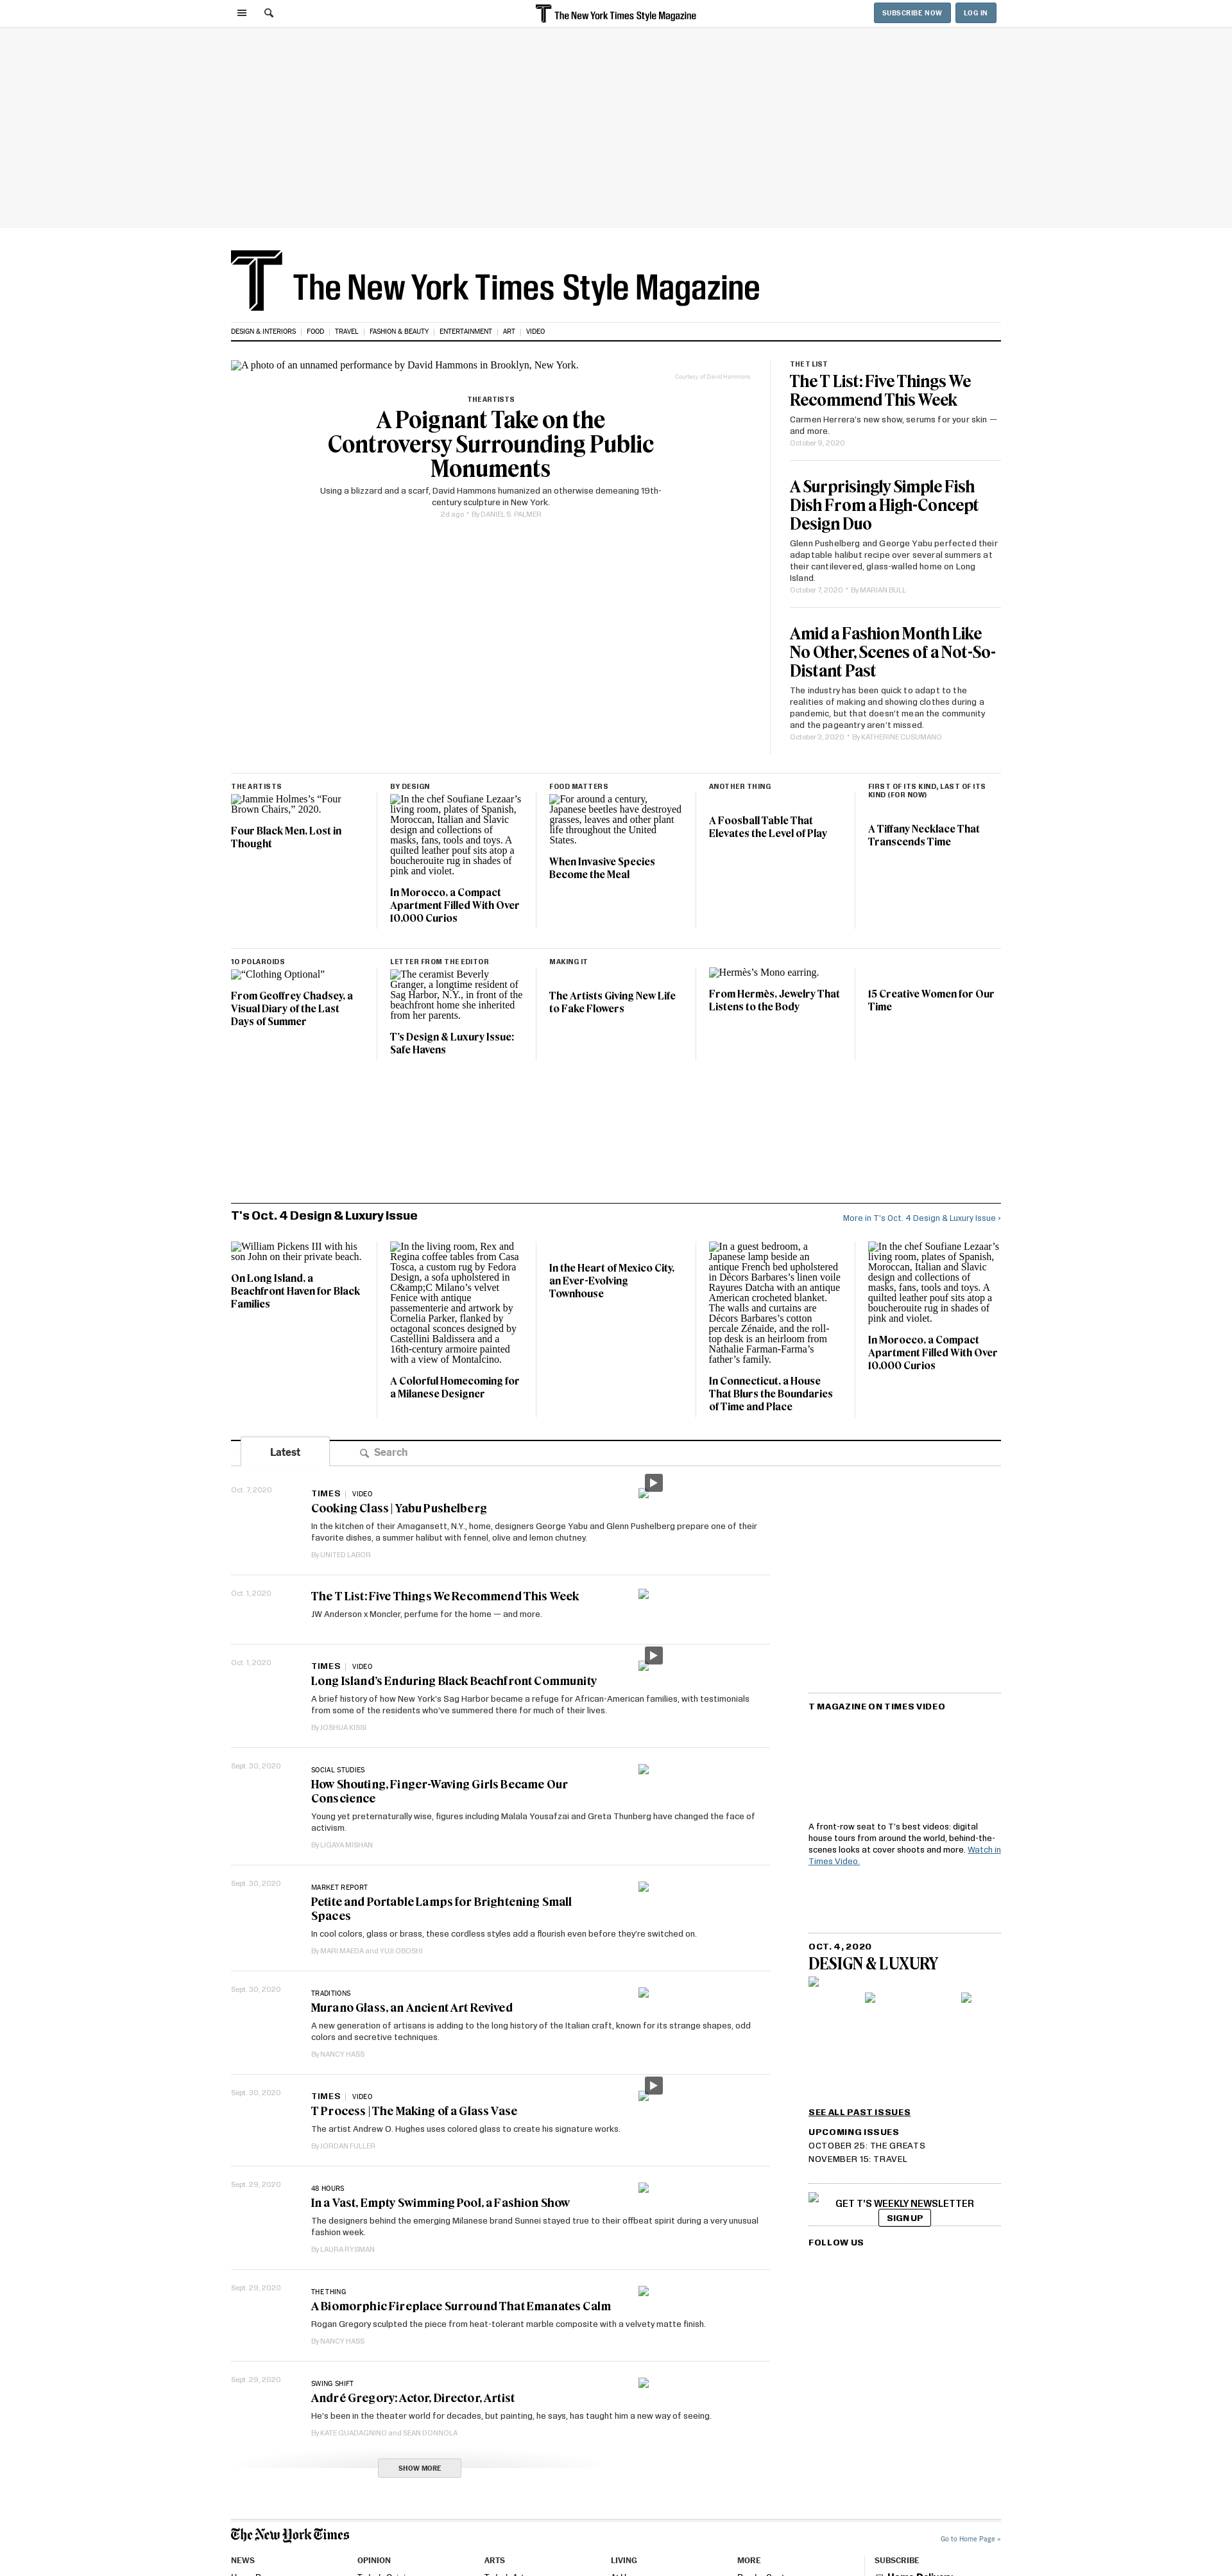 The New York Times Style Magazine
SUBSCRIBE NOW
LOG IN
The New York Times Style Magazine
DESIGN & INTERIORS
FOOD
TRAVEL
FASHION & BEAUTY
ENTERTAINMENT
ART
VIDEO
A photo of an unnamed performance by David Hammons in Brooklyn, New York.
Courtesy of David Hammons
THE ARTISTS
A Poignant Take on the
Controversy Surrounding Public
Monuments
Using a blizzard and a scarf, David Hammons humanized an otherwise demeaning 19th-
century sculpture in New York.
2d ago • By DANIEL S. PALMER
THE T LIST
The T List: Five Things We
Recommend This Week
Carmen Herrera's new show, serums for your skin —
and more.
October 9, 2020
A Surprisingly Simple Fish
Dish From a High-Concept
Design Duo
Glenn Pushelberg and George Yabu perfected their
adaptable halibut recipe over several summers at
their cantilevered, glass-walled home on Long
Island.
October 7, 2020 • By MARIAN BULL
Amid a Fashion Month Like
No Other, Scenes of a Not-So-
Distant Past
The industry has been quick to adapt to the
realities of making and showing clothes during a
pandemic, but that doesn't mean the community
and the pageantry aren't missed.
October 3, 2020 • By KATHERINE CUSUMANO
THE ARTISTS
Jammie Holmes's “Four
Brown Chairs,” 2020.
Four Black Men, Lost in
Thought
BY DESIGN
In the chef Soufiane Lezaar’s
living room, plates of Spanish,
Moroccan, Italian and Slavic
design and collections of
masks, fans, tools and toys. A
quilted leather pouf sits atop a
boucherouite rug in shades of
pink and violet.
In Morocco, a Compact
Apartment Filled With Over
10,000 Curios
FOOD MATTERS
For around a century,
Japanese beetles have destroyed
grasses, leaves and other plant
life throughout the United
States.
When Invasive Species
Become the Meal
ANOTHER THING
A Foosball Table That
Elevates the Level of Play
FIRST OF ITS KIND, LAST OF ITS
KIND (FOR NOW)
A Tiffany Necklace That
Transcends Time
10 POLAROIDS
“Clothing Optional”
From Geoffrey Chadsey, a
Visual Diary of the Last
Days of Summer
LETTER FROM THE EDITOR
The ceramist Beverly
Granger, a longtime resident of
Sag Harbor, N.Y., in front of the
beachfront home she inherited
from her parents.
T’s Design & Luxury Issue:
Safe Havens
MAKING IT
The Artists Giving New Life
to Fake Flowers
Hermès’s Mono earring.
From Hermès, Jewelry That
Listens to the Body
15 Creative Women for Our
Time
T's Oct. 4 Design & Luxury Issue
More in T's Oct. 4 Design & Luxury Issue ›
William Pickens III with his
son John on their private beach.
On Long Island, a
Beachfront Haven for Black
Families
In the living room, Rex and
Regina coffee tables from Casa
Tosca, a custom rug by Fedora
Design, a sofa upholstered in
C&amp;C Milano’s velvet
Fenice with antique
passementerie and artwork by
Cornelia Parker, flanked by
octagonal sconces designed by
Castellini Baldissera and a
16th-century armoire painted
with a view of Montalcino.
A Colorful Homecoming for
a Milanese Designer
In the Heart of Mexico City,
an Ever-Evolving
Townhouse
In a guest bedroom, a
Japanese lamp beside an
antique French bed upholstered
in Dècors Barbares’s linen voile
Rayures Datcha with an antique
American crocheted blanket.
The walls and curtains are
Décors Barbares’s cotton
percale Zénaide, and the roll-
top desk is an heirloom from
Nathalie Farman-Farma’s
father’s family.
In Connecticut, a House
That Blurs the Boundaries
of Time and Place
In the chef Soufiane Lezaar’s
living room, plates of Spanish,
Moroccan, Italian and Slavic
design and collections of
masks, fans, tools and toys. A
quilted leather pouf sits atop a
boucherouite rug in shades of
pink and violet.
In Morocco, a Compact
Apartment Filled With Over
10,000 Curios
Latest
Search
Oct. 7, 2020
TIMES | VIDEO
Cooking Class | Yabu Pushelberg
In the kitchen of their Amagansett, N.Y., home, designers George Yabu and Glenn Pushelberg prepare one of their
favorite dishes, a summer halibut with fennel, olive and lemon chutney.
By UNITED LABOR
Oct. 1, 2020
The T List: Five Things We Recommend This Week
JW Anderson x Moncler, perfume for the home — and more.
Oct. 1, 2020
TIMES | VIDEO
Long Island’s Enduring Black Beachfront Community
A brief history of how New York’s Sag Harbor became a refuge for African-American families, with testimonials
from some of the residents who’ve summered there for much of their lives.
By JOSHUA KISSI
Sept. 30, 2020
SOCIAL STUDIES
How Shouting, Finger-Waving Girls Became Our
Conscience
Young yet preternaturally wise, figures including Malala Yousafzai and Greta Thunberg have changed the face of
activism.
By LIGAYA MISHAN
Sept. 30, 2020
MARKET REPORT
Petite and Portable Lamps for Brightening Small
Spaces
In cool colors, glass or brass, these cordless styles add a flourish even before they’re switched on.
By MARI MAEDA and YUJI OBOSHI
Sept. 30, 2020
TRADITIONS
Murano Glass, an Ancient Art Revived
A new generation of artisans is adding to the long history of the Italian craft, known for its strange shapes, odd
colors and secretive techniques.
By NANCY HASS
Sept. 30, 2020
TIMES | VIDEO
T Process | The Making of a Glass Vase
The artist Andrew O. Hughes uses colored glass to create his signature works.
By JORDAN FULLER
Sept. 29, 2020
48 HOURS
In a Vast, Empty Swimming Pool, a Fashion Show
The designers behind the emerging Milanese brand Sunnei stayed true to their offbeat spirit during a very unusual
fashion week.
By LAURA RYSMAN
Sept. 29, 2020
THE THING
A Biomorphic Fireplace Surround That Emanates Calm
Rogan Gregory sculpted the piece from heat-tolerant marble composite with a velvety matte finish.
By NANCY HASS
Sept. 29, 2020
SWING SHIFT
André Gregory: Actor, Director, Artist
He’s been in the theater world for decades, but painting, he says, has taught him a new way of seeing.
By KATE GUADAGNINO and SEAN DONNOLA
SHOW MORE
T MAGAZINE ON TIMES VIDEO
A front-row seat to T’s best videos: digital
house tours from around the world, behind-the-
scenes looks at cover shoots and more. Watch in
Times Video.
OCT. 4, 2020
DESIGN & LUXURY
SEE ALL PAST ISSUES
UPCOMING ISSUES
OCTOBER 25: THE GREATS
NOVEMBER 15: TRAVEL
GET T’S WEEKLY NEWSLETTER
SIGN UP
FOLLOW US
The New York Times
Go to Home Page »
NEWS
OPINION
ARTS
LIVING
MORE
SUBSCRIBE